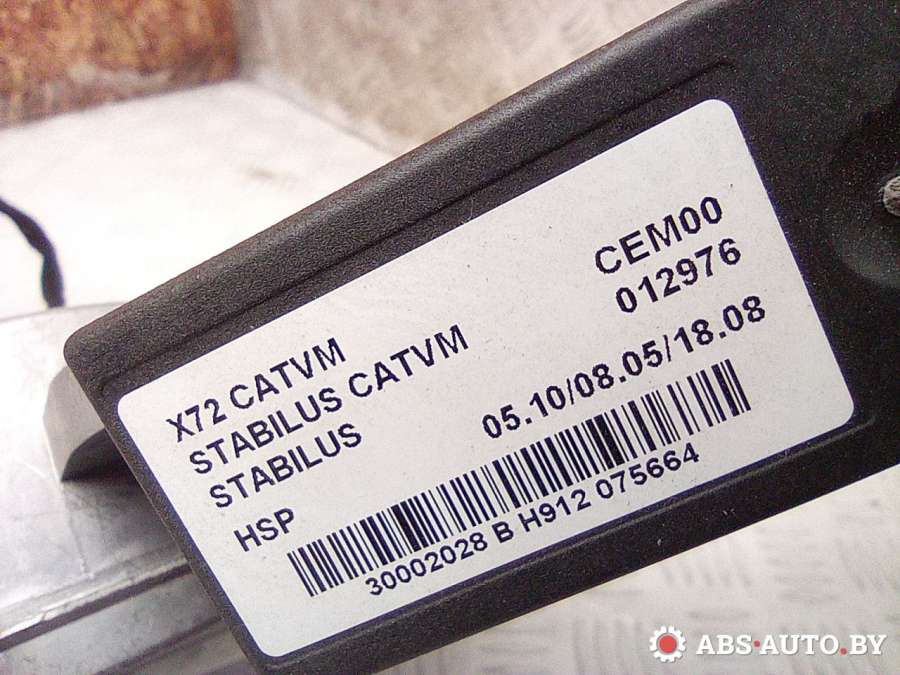 X72 CATVM
STABILUS CATVM
STABILUS
HSP
CEM00
012976
05.10/08.05/18.08
30002028 B H912 075664
ABS-AUTO.BY